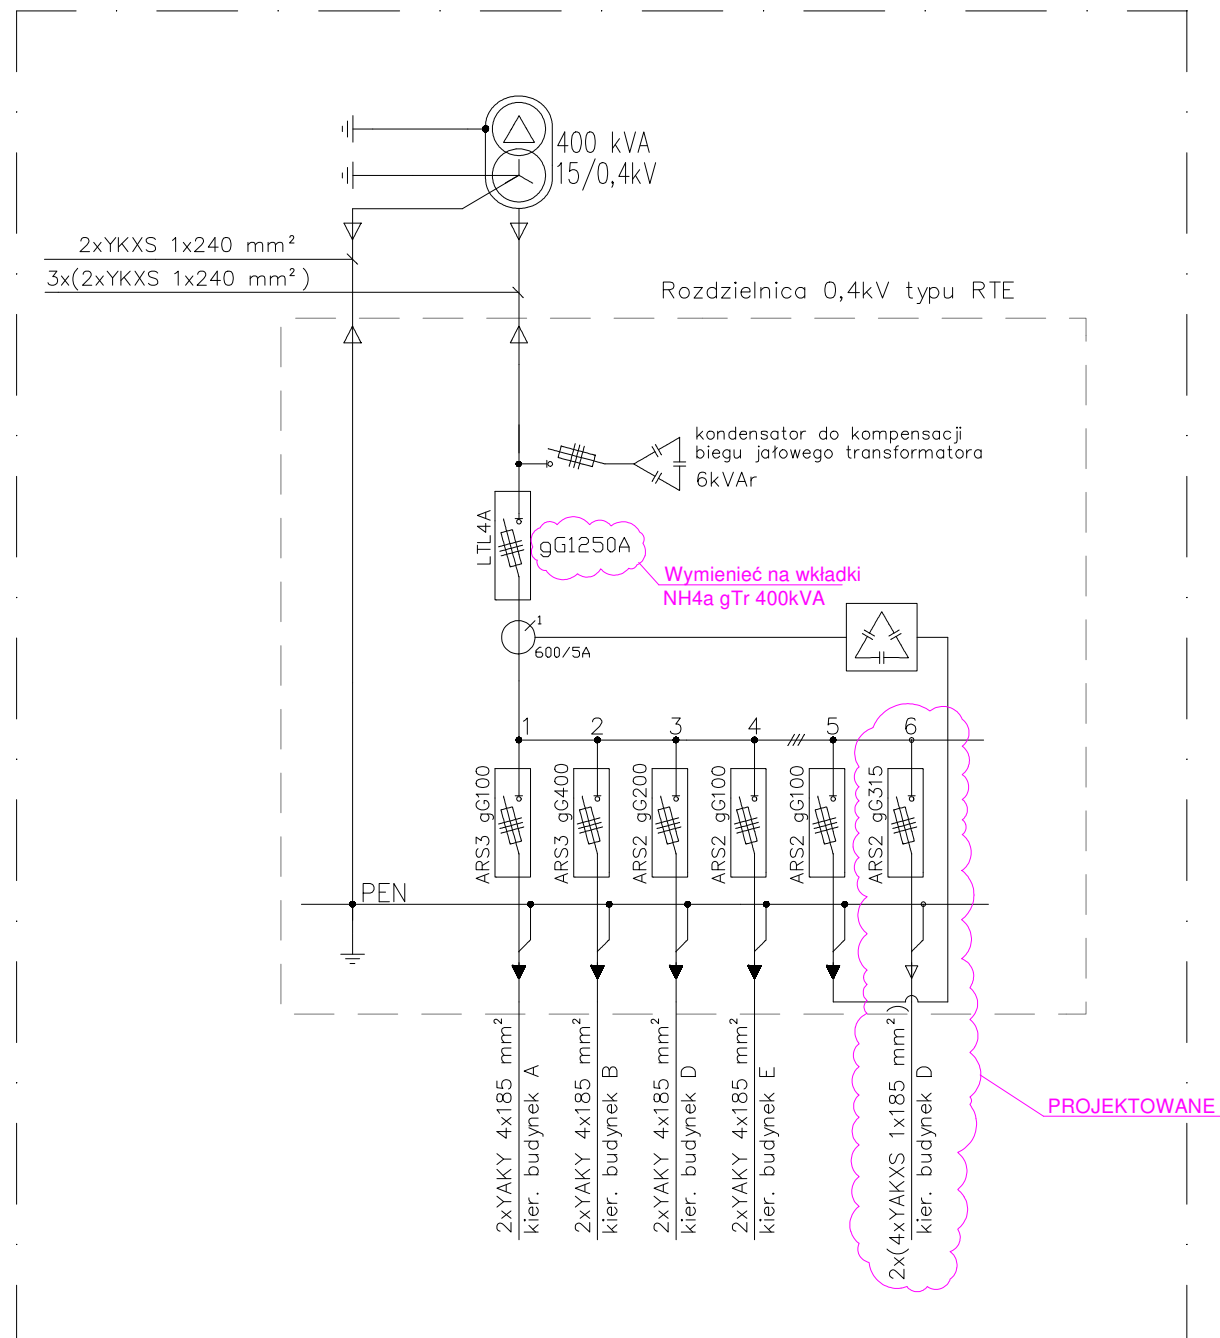 400 kVA
15/0,4kV
2xYKXS 1x240 mm²
3x(2xYKXS 1x240 mm²)
Rozdzielnica 0,4kV typu RTE
kondensator do kompensacji
biegu jałowego transformatora
6kVAr
LTL4A
gG1250A
Wymienieć na wkładki
NH4a gTr 400kVA
1
600/5A
1
2
3
4
5
6
ARS3 gG100
ARS3 gG400
ARS2 gG200
ARS2 gG100
ARS2 gG100
ARS2 gG315
PEN
2xYAKY 4x185 mm²
kier. budynek A
2xYAKY 4x185 mm²
kier. budynek B
2xYAKY 4x185 mm²
kier. budynek D
2xYAKY 4x185 mm²
kier. budynek E
2x(4xYAKXS 1x185 mm²)
kier. budynek D
PROJEKTOWANE